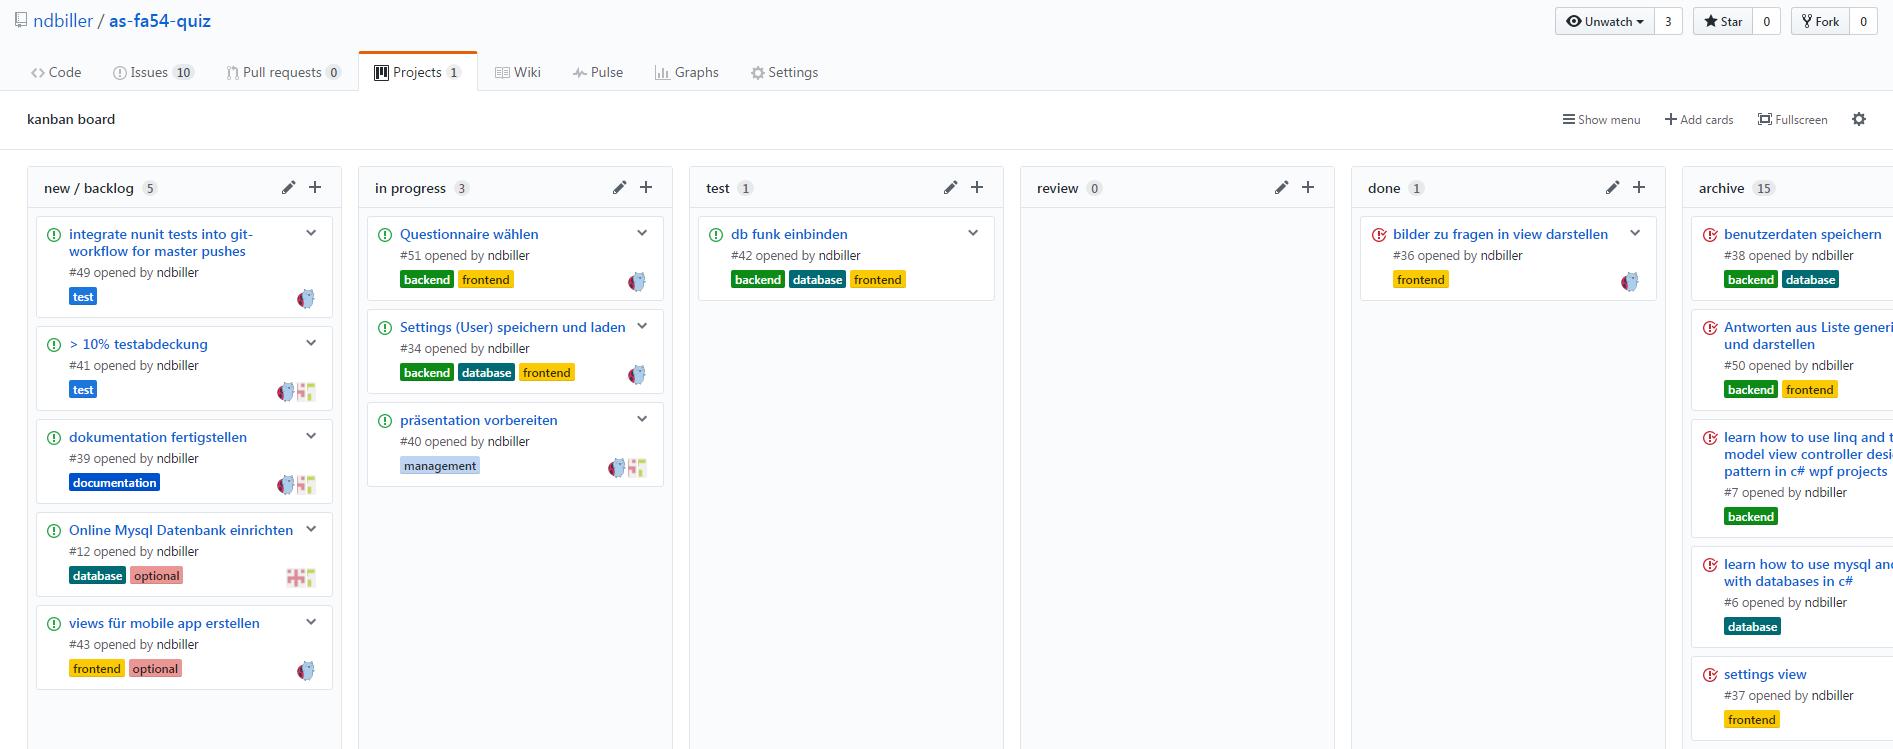 ndbiller / as-fa54-quiz
Unwatch 3
Star 0
Fork 0
Code
Issues 10
Pull requests 0
Projects 1
Wiki
Pulse
Graphs
Settings
kanban board
Show menu
Add cards
Fullscreen
new / backlog 5
integrate nunit tests into git-
workflow for master pushes
#49 opened by ndbiller
test
> 10% testabdeckung
#41 opened by ndbiller
test
dokumentation fertigstellen
#39 opened by ndbiller
documentation
Online Mysql Datenbank einrichten
#12 opened by ndbiller
database optional
views für mobile app erstellen
#43 opened by ndbiller
frontend optional
in progress 3
Questionnaire wählen
#51 opened by ndbiller
backend frontend
Settings (User) speichern und laden
#34 opened by ndbiller
backend database frontend
präsentation vorbereiten
#40 opened by ndbiller
management
test 1
db funk einbinden
#42 opened by ndbiller
backend database frontend
review 0
done 1
bilder zu fragen in view darstellen
#36 opened by ndbiller
frontend
archive 15
benutzerdaten speichern
#38 opened by ndbiller
backend database
Antworten aus Liste generi
und darstellen
#50 opened by ndbiller
backend frontend
learn how to use linq and t
model view controller desi
pattern in c# wpf projects
#7 opened by ndbiller
backend
learn how to use mysql an
with databases in c#
#6 opened by ndbiller
database
settings view
#37 opened by ndbiller
frontend